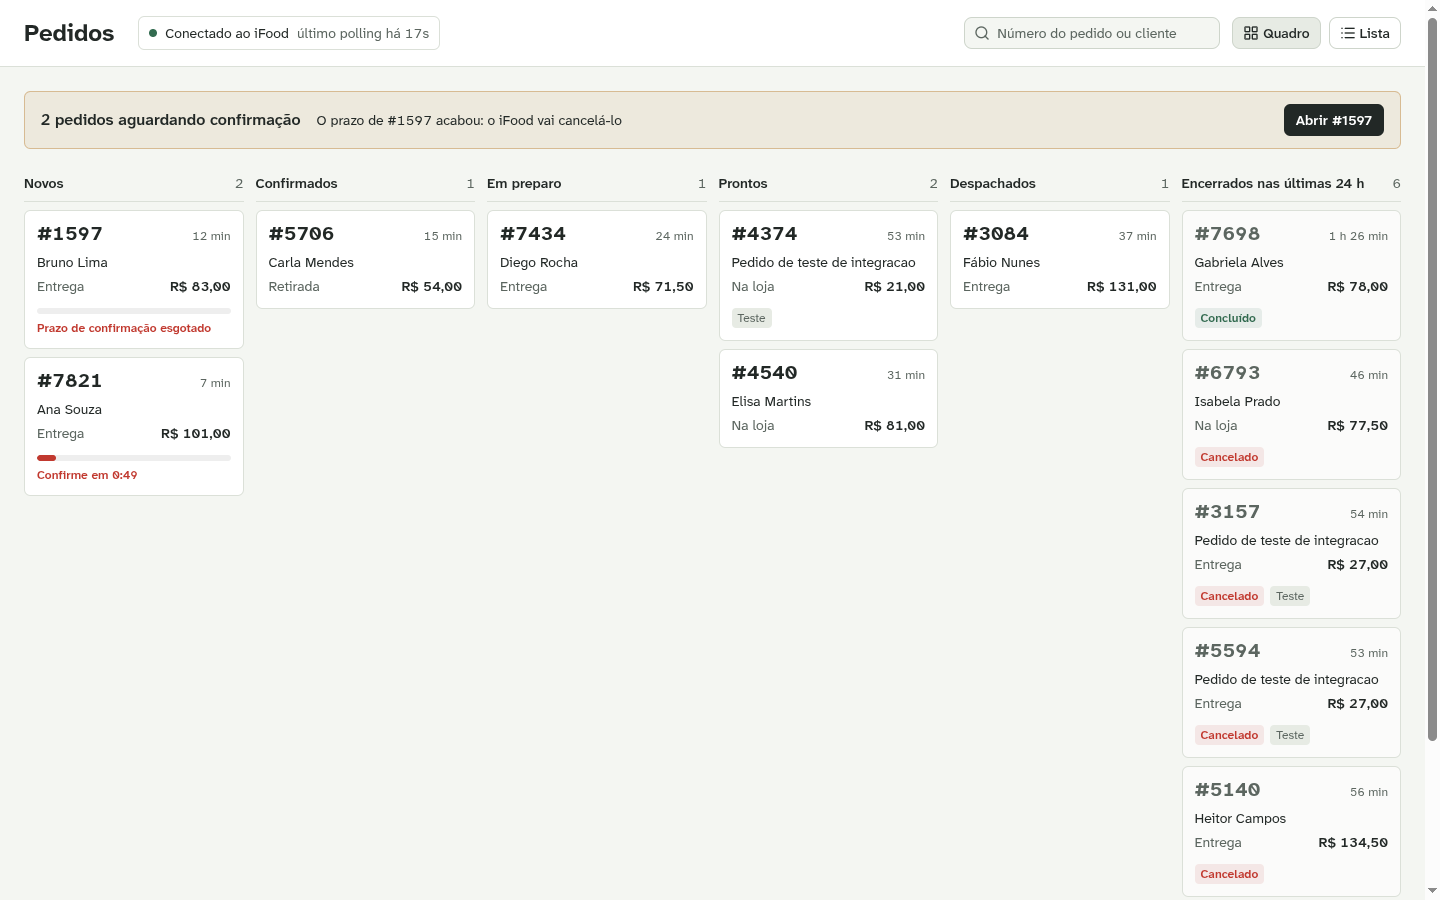 Pedidos
Conectado ao iFood último polling há 17s
Número do pedido ou cliente
Quadro
Lista
2 pedidos aguardando confirmação O prazo de #1597 acabou: o iFood vai cancelá-lo
Abrir #1597
Novos 2
#1597 12 min
Bruno Lima
Entrega R$ 83,00
Prazo de confirmação esgotado
#7821 7 min
Ana Souza
Entrega R$ 101,00
Confirme em 0:49
Confirmados 1
#5706 15 min
Carla Mendes
Retirada R$ 54,00
Em preparo 1
#7434 24 min
Diego Rocha
Entrega R$ 71,50
Prontos 2
#4374 53 min
Pedido de teste de integracao
Na loja R$ 21,00
Teste
#4540 31 min
Elisa Martins
Na loja R$ 81,00
Despachados 1
#3084 37 min
Fábio Nunes
Entrega R$ 131,00
Encerrados nas últimas 24 h 6
#7698 1 h 26 min
Gabriela Alves
Entrega R$ 78,00
Concluído
#6793 46 min
Isabela Prado
Na loja R$ 77,50
Cancelado
#3157 54 min
Pedido de teste de integracao
Entrega R$ 27,00
Cancelado Teste
#5594 53 min
Pedido de teste de integracao
Entrega R$ 27,00
Cancelado Teste
#5140 56 min
Heitor Campos
Entrega R$ 134,50
Cancelado